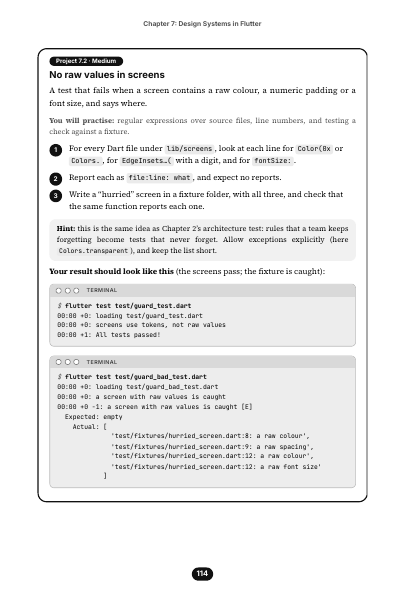 Chapter 7: Design Systems in Flutter
Project 7.2 · Medium
No raw values in screens
A test that fails when a screen contains a raw colour, a numeric padding or a
font size, and says where.
You will practise: regular expressions over source files, line numbers, and testing a
check against a fixture.
1 For every Dart file under lib/screens, look at each line for Color(0x or
Colors., for EdgeInsets…( with a digit, and for fontSize:.
2 Report each as file:line: what, and expect no reports.
3 Write a “hurried” screen in a fixture folder, with all three, and check that
the same function reports each one.
Hint: this is the same idea as Chapter 2’s architecture test: rules that a team keeps
forgetting become tests that never forget. Allow exceptions explicitly (here
Colors.transparent), and keep the list short.
Your result should look like this (the screens pass; the fixture is caught):
TERMINAL
$ flutter test test/guard_test.dart
00:00 +0: loading test/guard_test.dart
00:00 +0: screens use tokens, not raw values
00:00 +1: All tests passed!
TERMINAL
$ flutter test test/guard_bad_test.dart
00:00 +0: loading test/guard_bad_test.dart
00:00 +0: a screen with raw values is caught
00:00 +0 -1: a screen with raw values is caught [E]
Expected: empty
Actual: [
'test/fixtures/hurried_screen.dart:8: a raw colour',
'test/fixtures/hurried_screen.dart:9: a raw spacing',
'test/fixtures/hurried_screen.dart:12: a raw colour',
'test/fixtures/hurried_screen.dart:12: a raw font size'
]
114